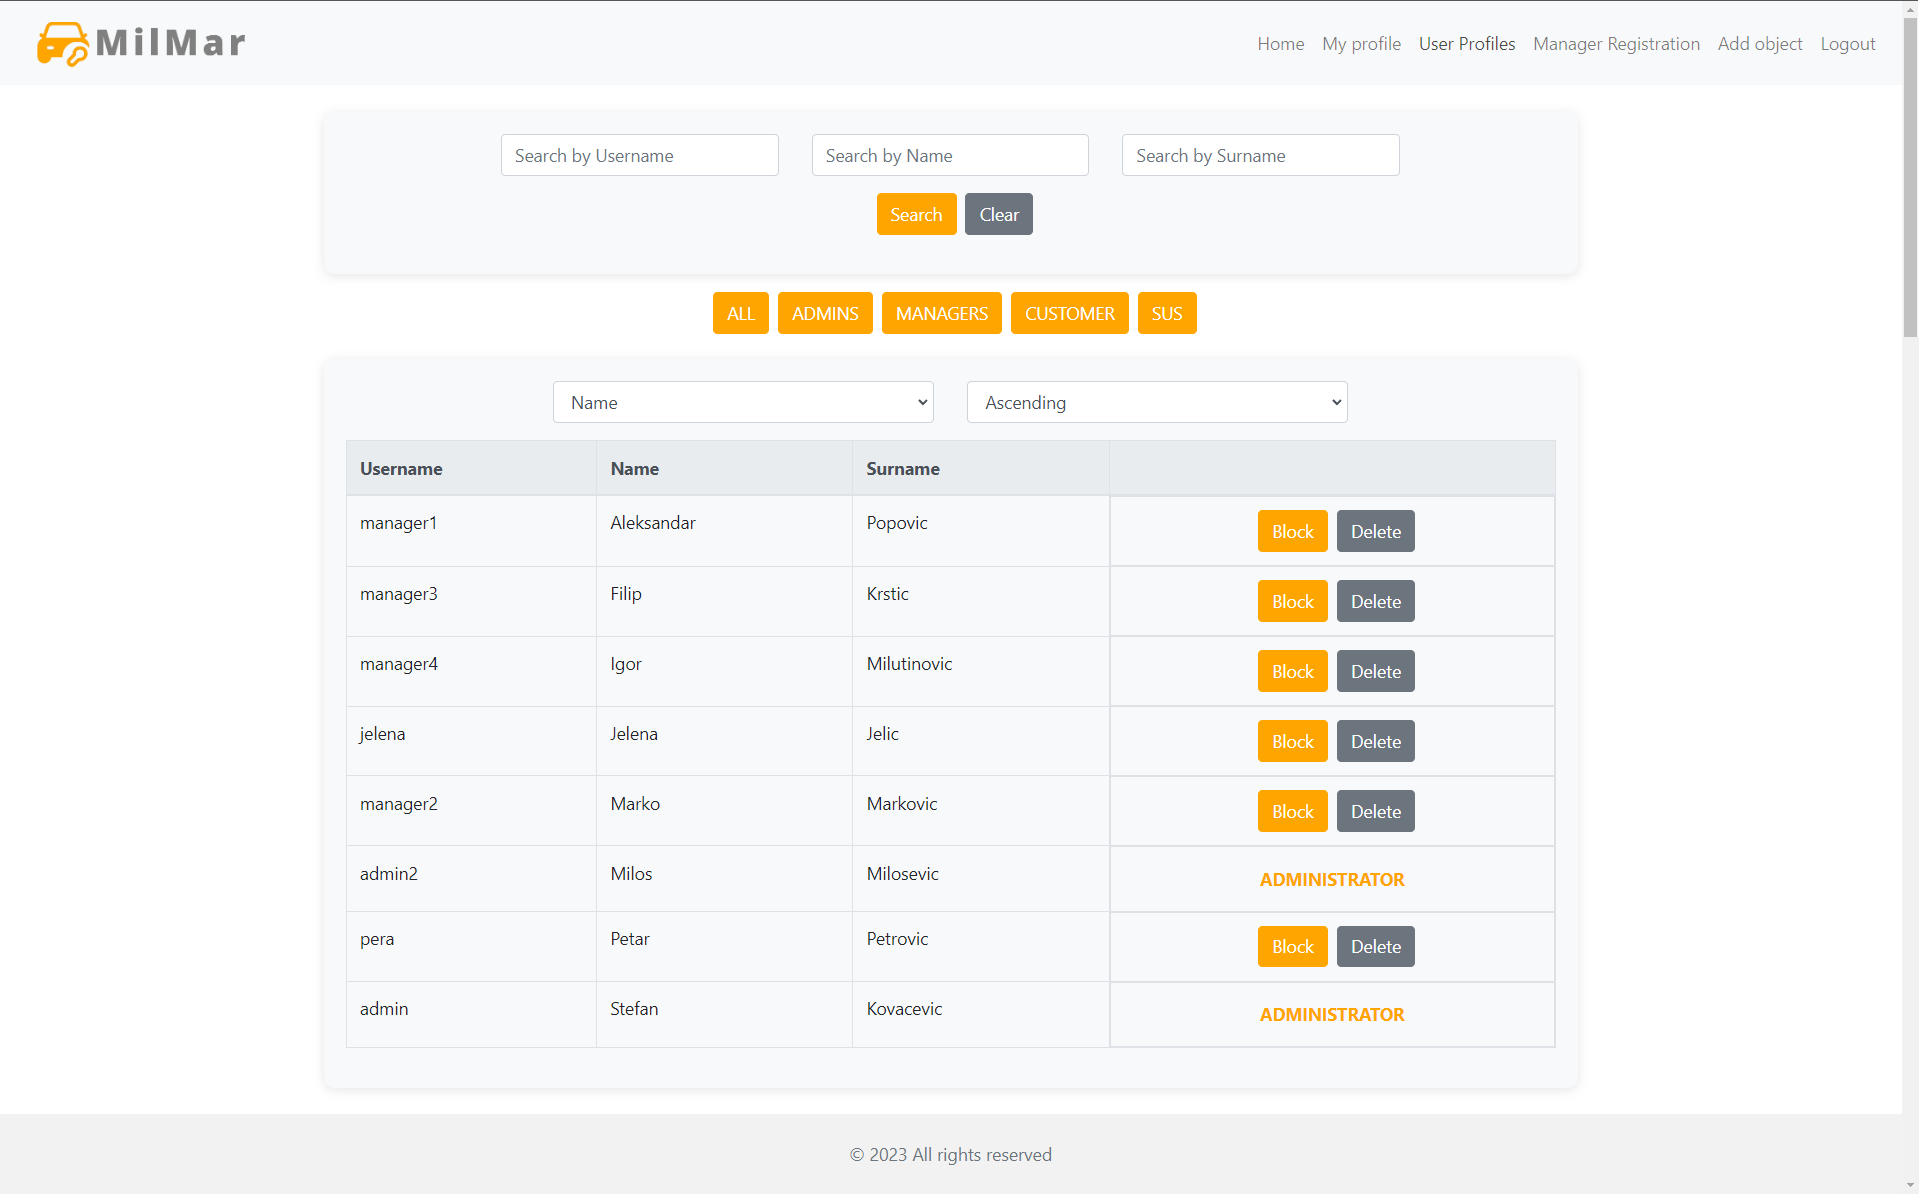 MilMar
Home My profile User Profiles Manager Registration Add object Logout
Search by Username Search by Name Search by Surname
Search Clear
ALL ADMINS MANAGERS CUSTOMER SUS
Name Ascending
Username Name Surname
manager1 Aleksandar Popovic Block Delete
manager3 Filip Krstic Block Delete
manager4 Igor Milutinovic Block Delete
jelena Jelena Jelic Block Delete
manager2 Marko Markovic Block Delete
admin2 Milos Milosevic ADMINISTRATOR
pera Petar Petrovic Block Delete
admin Stefan Kovacevic ADMINISTRATOR
© 2023 All rights reserved